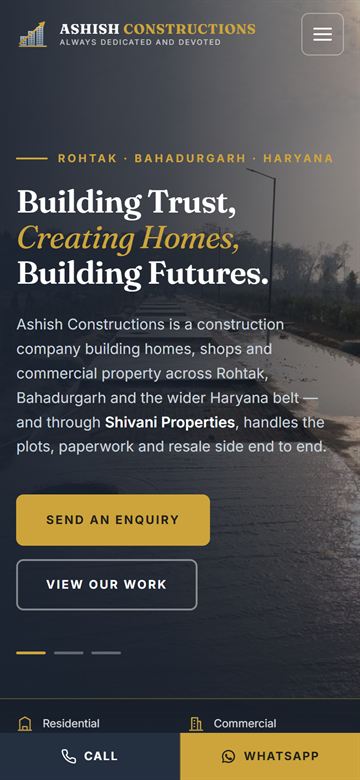 ASHISH CONSTRUCTIONS
ALWAYS DEDICATED AND DEVOTED
ROHTAK · BAHADURGARH · HARYANA
Building Trust,
Creating Homes,
Building Futures.
Ashish Constructions is a construction
company building homes, shops and
commercial property across Rohtak,
Bahadurgarh and the wider Haryana belt —
and through Shivani Properties, handles the
plots, paperwork and resale side end to end.
SEND AN ENQUIRY
VIEW OUR WORK
Residential
Commercial
CALL
WHATSAPP